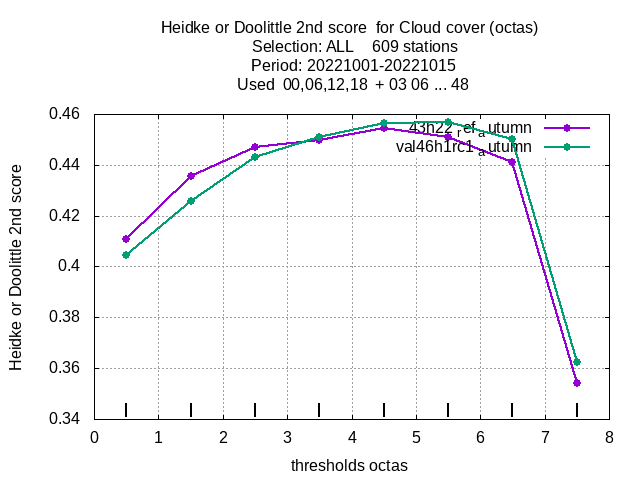 Heidke or Doolittle 2nd score for Cloud cover (octas)
Selection: ALL 609 stations
Period: 20221001-20221015
Used 00,06,12,18 + 03 06 ... 48
43h22_ref_autumn
val46h1rc1_autumn
Heidke or Doolittle 2nd score
0.46
0.44
0.42
0.4
0.38
0.36
0.34
0 1 2 3 4 5 6 7 8
thresholds octas